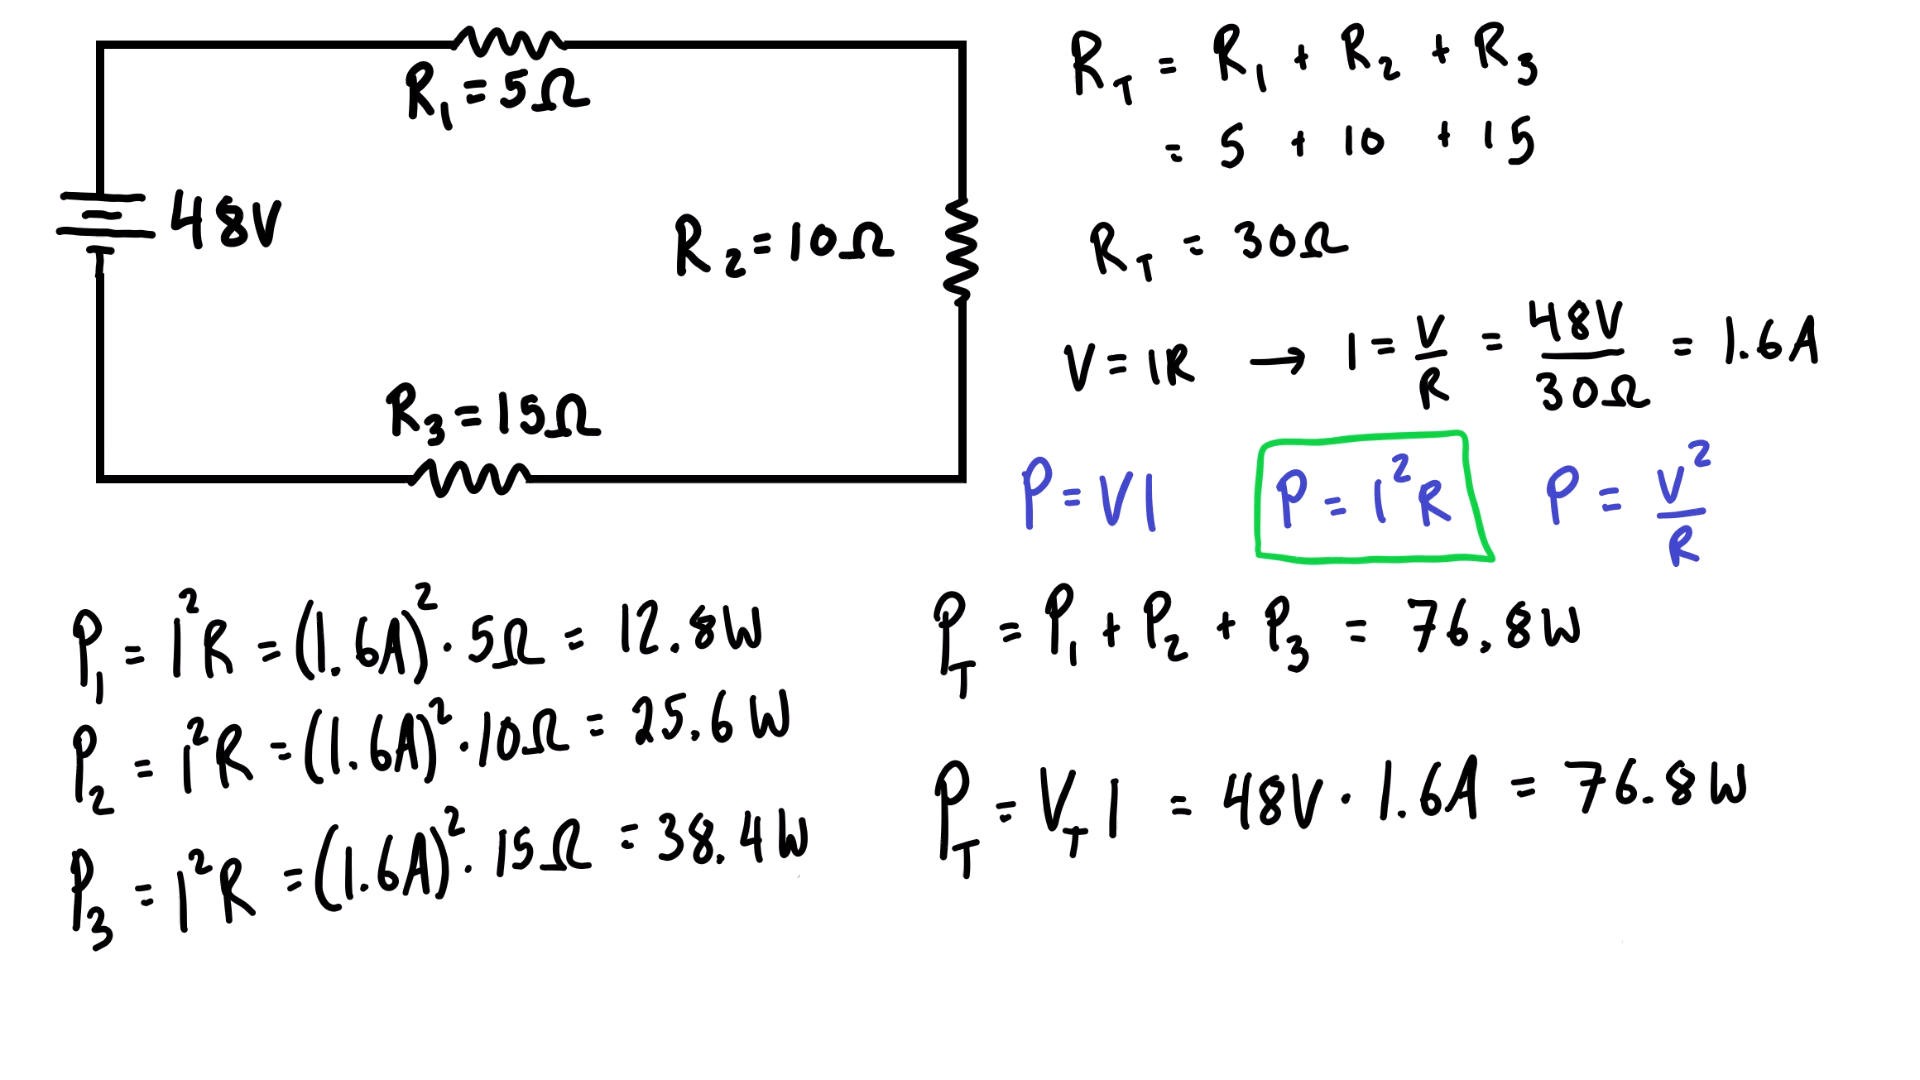 R₁ = 5Ω
48V
R₂ = 10Ω
R₃ = 15Ω
R_T = R₁ + R₂ + R₃
= 5 + 10 + 15
R_T = 30Ω
V = IR → I = V/R = 48V/30Ω = 1.6A
P = VI P = I²R P = V²/R
P₁ = I²R = (1.6A)² · 5Ω = 12.8W
P₂ = I²R = (1.6A)² · 10Ω = 25.6W
P₃ = I²R = (1.6A)² · 15Ω = 38.4W
P_T = P₁ + P₂ + P₃ = 76.8W
P_T = V_T I = 48V · 1.6A = 76.8W